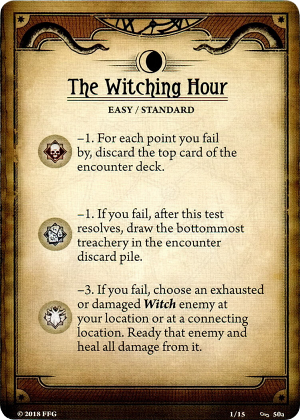 The Witching Hour
EASY / STANDARD
–1. For each point you fail
by, discard the top card of the
encounter deck.
–1. If you fail, after this test
resolves, draw the bottommost
treachery in the encounter
discard pile.
–3. If you fail, choose an exhausted
or damaged Witch enemy at
your location or at a connecting
location. Ready that enemy and
heal all damage from it.
© 2018 FFG
1/15
50a